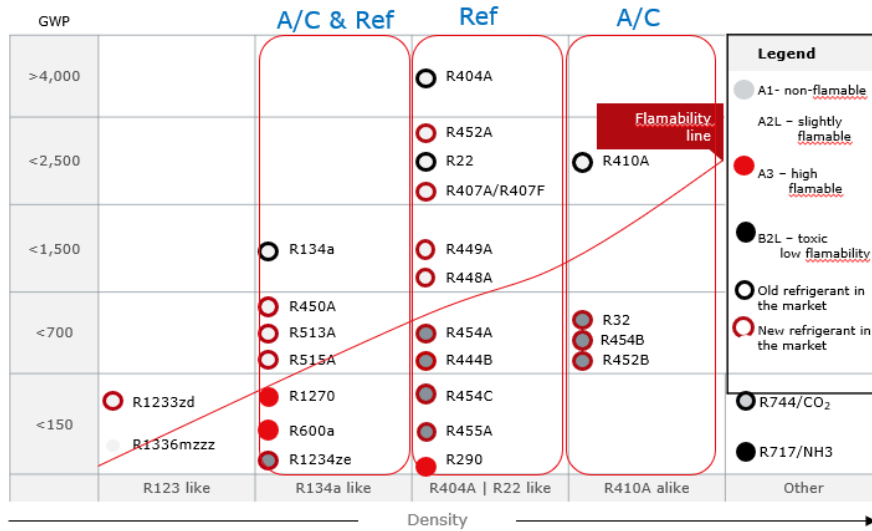 GWP
A/C & Ref
Ref
A/C
>4,000
<2,500
<1,500
<700
<150
R404A
R452A
R22
R407A/R407F
R410A
Flamability
line
R134a
R449A
R448A
R450A
R513A
R515A
R454A
R444B
R32
R454B
R452B
R1233zd
R1336mzzz
R1270
R600a
R1234ze
R454C
R455A
R290
Legend
A1- non-flamable
A2L – slightly
flamable
A3 – high
flamable
B2L – toxic
low flamability
Old refrigerant in
the market
New refrigerant in
the market
R744/CO₂
R717/NH3
R123 like
R134a like
R404A | R22 like
R410A alike
Other
Density